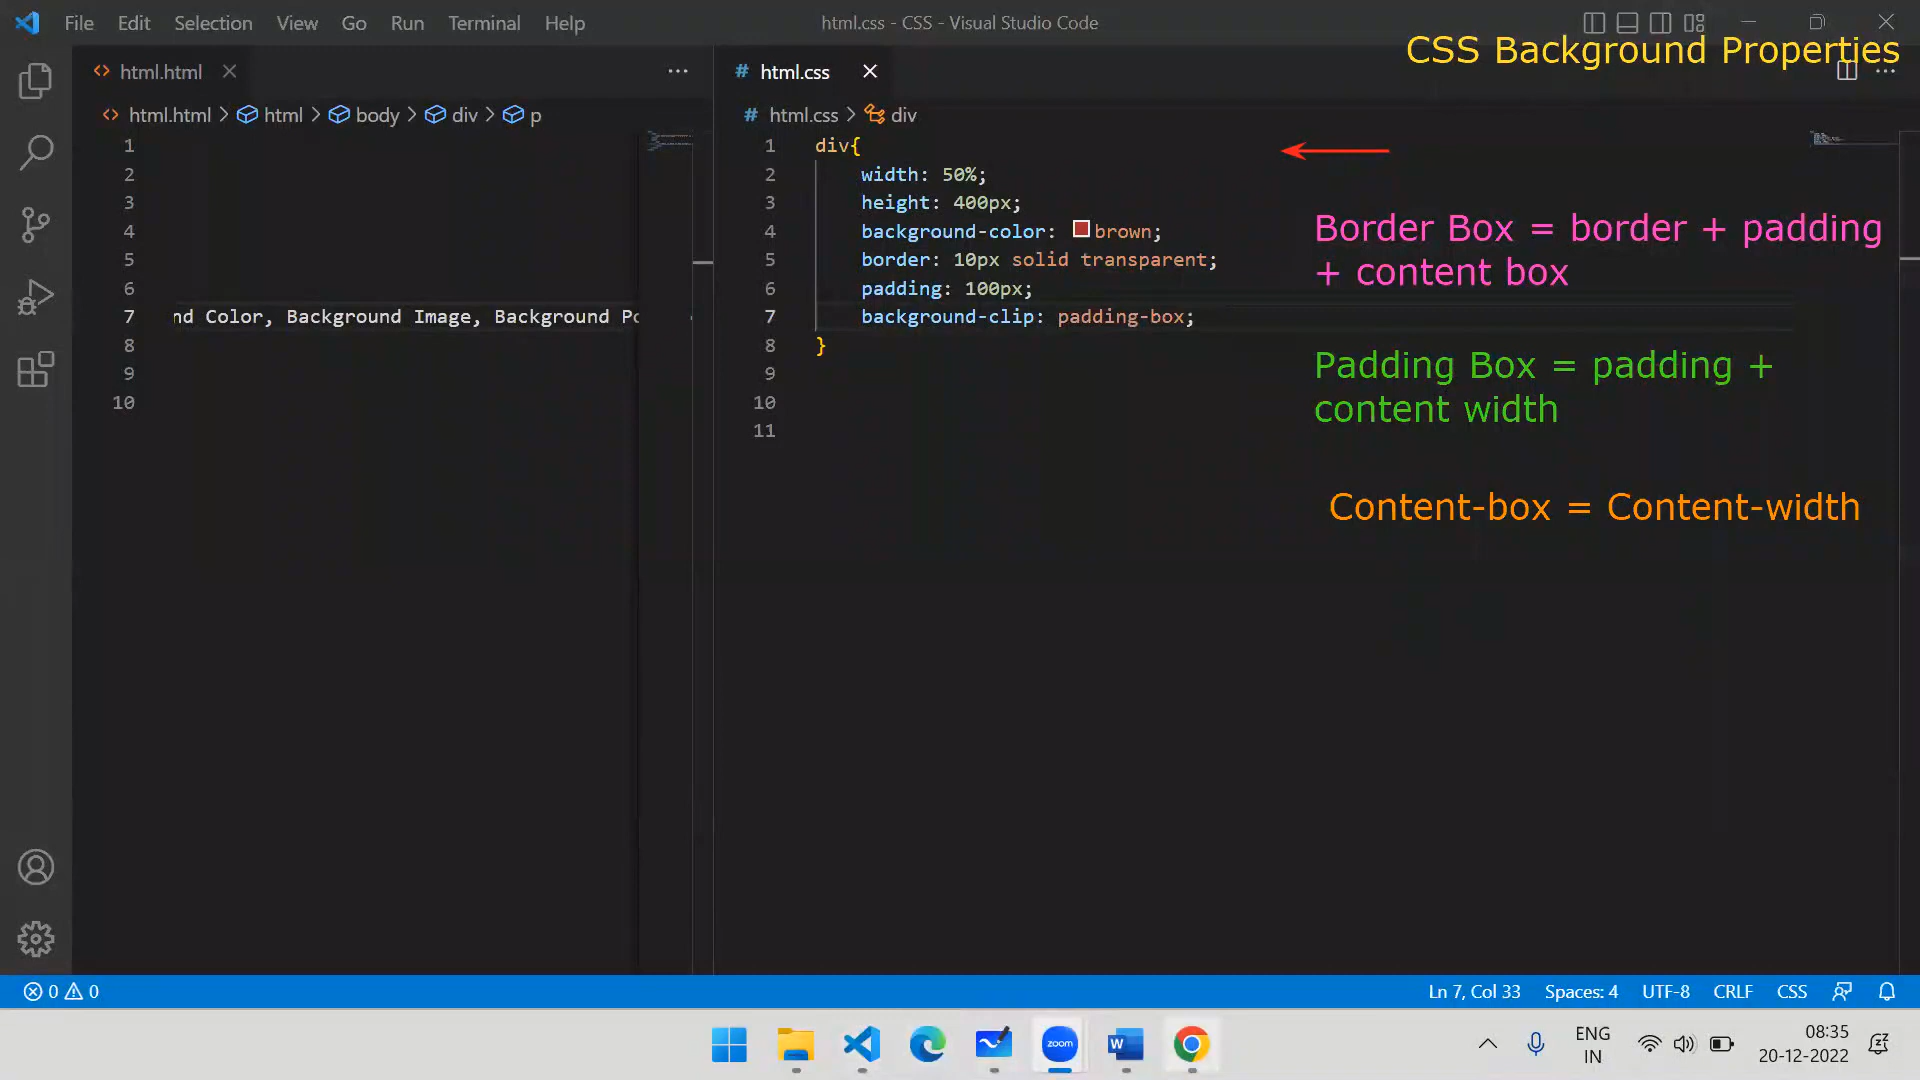 File Edit Selection View Go Run Terminal Help
html.css - CSS - Visual Studio Code
CSS Background Properties
html.html
html.css
html.html > html > body > div > p
html.css > div
1
2
3
4
5
6
7 nd Color, Background Image, Background Po
8
9
10
1 div{
2 width: 50%;
3 height: 400px;
4 background-color: brown;
5 border: 10px solid transparent;
6 padding: 100px;
7 background-clip: padding-box;
8 }
9
10
11
Border Box = border + padding
+ content box
Padding Box = padding +
content width
Content-box = Content-width
0 0
Ln 7, Col 33 Spaces: 4 UTF-8 CRLF CSS
zoom
W
ENG
IN
08:35
20-12-2022